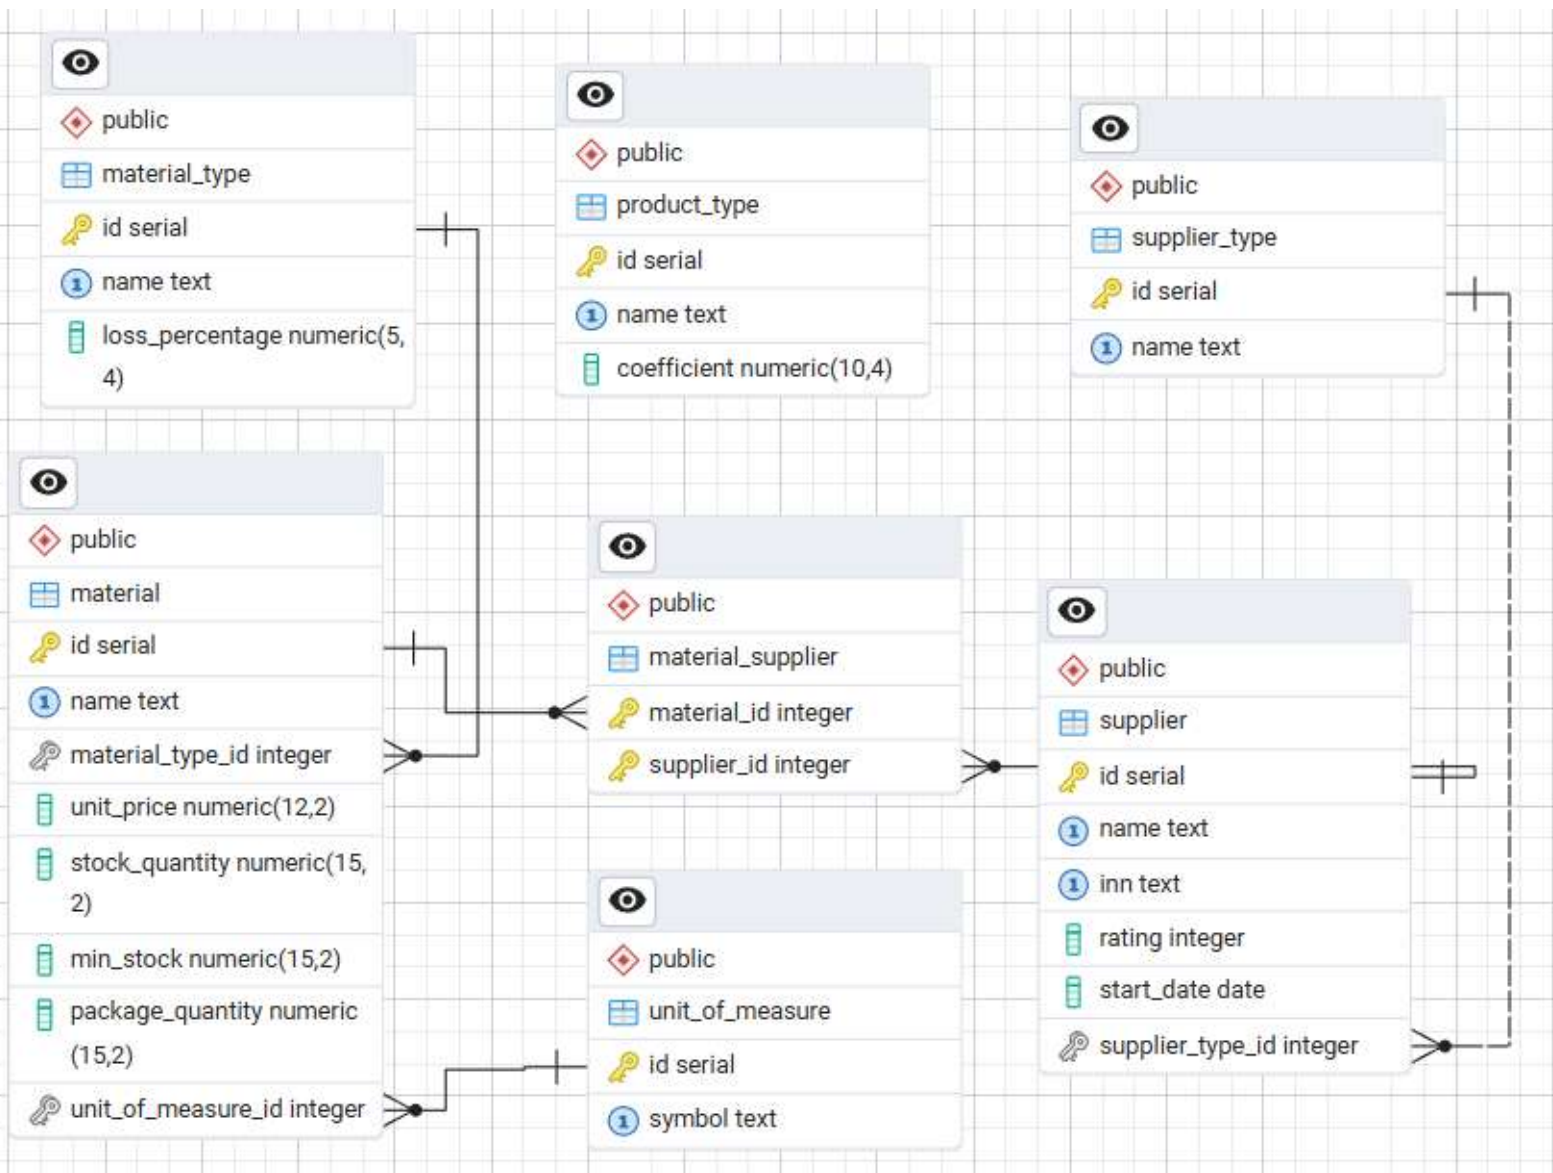 public
material_type
id serial
name text
loss_percentage numeric(5,
4)
public
product_type
id serial
name text
coefficient numeric(10,4)
public
supplier_type
id serial
name text
public
material
id serial
name text
material_type_id integer
unit_price numeric(12,2)
stock_quantity numeric(15,
2)
min_stock numeric(15,2)
package_quantity numeric
(15,2)
unit_of_measure_id integer
public
material_supplier
material_id integer
supplier_id integer
public
unit_of_measure
id serial
symbol text
public
supplier
id serial
name text
inn text
rating integer
start_date date
supplier_type_id integer